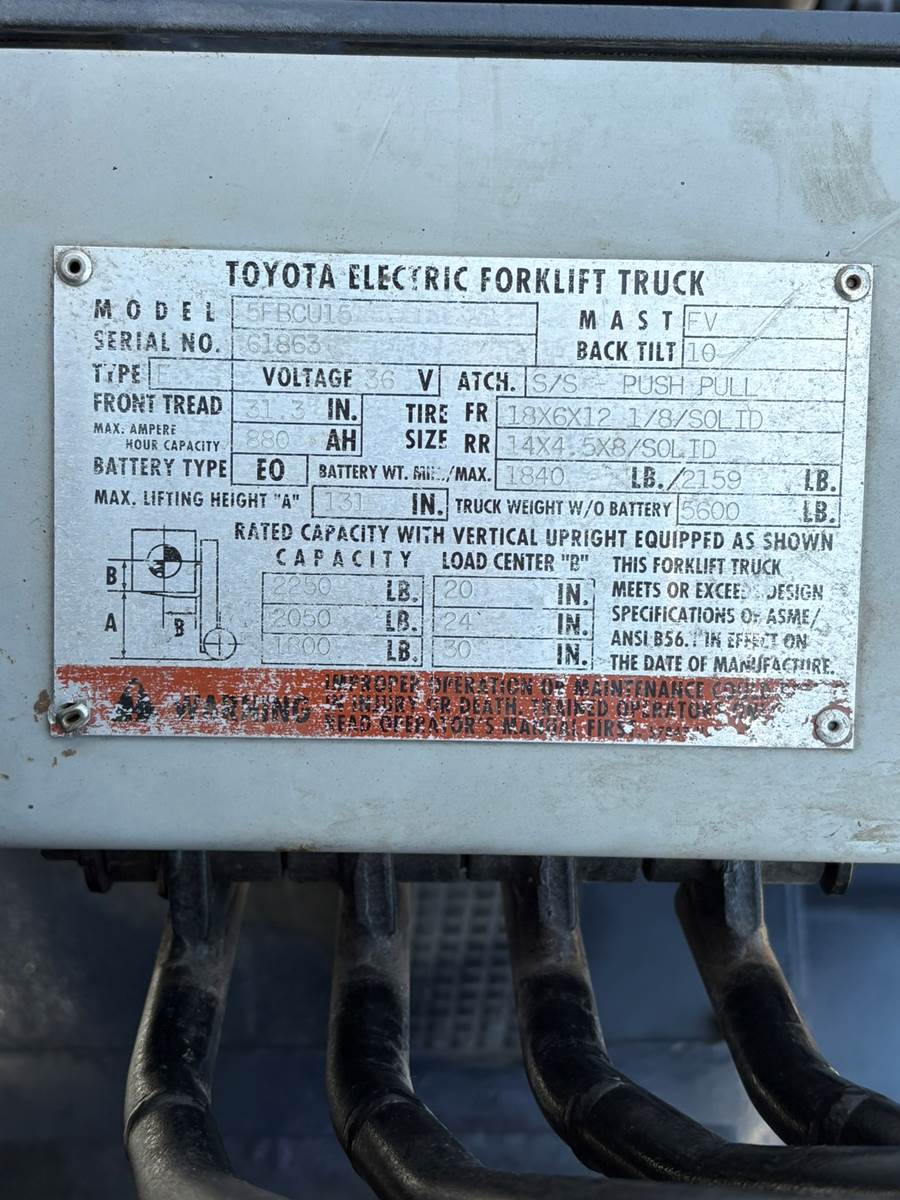 TOYOTA ELECTRIC FORKLIFT TRUCK
MODEL 5FBCU15 MAST FV
SERIAL NO. 61863 BACK TILT 10
TYPE E VOLTAGE 36 V ATCH. S/S - PUSH PULL
FRONT TREAD 31.3 IN. TIRE SIZE FR 18X6X12 1/8/SOLID
MAX. AMPERE HOUR CAPACITY 880 AH RR 14X4.5X8/SOLID
BATTERY TYPE EO BATTERY WT. MIN./MAX. 1840 LB./2159 LB.
MAX. LIFTING HEIGHT "A" 131 IN. TRUCK WEIGHT W/O BATTERY 5600 LB.
RATED CAPACITY WITH VERTICAL UPRIGHT EQUIPPED AS SHOWN
CAPACITY LOAD CENTER "B"
2250 LB. 20 IN.
2050 LB. 24 IN.
1800 LB. 30 IN.
B
A
B
THIS FORKLIFT TRUCK
MEETS OR EXCEEDS DESIGN
SPECIFICATIONS OF ASME/
ANSI B56.1 IN EFFECT ON
THE DATE OF MANUFACTURE.
WARNING
IMPROPER OPERATION OR MAINTENANCE COULD
IN INJURY OR DEATH. TRAINED OPERATORS
READ OPERATOR'S MANUAL FIRST.